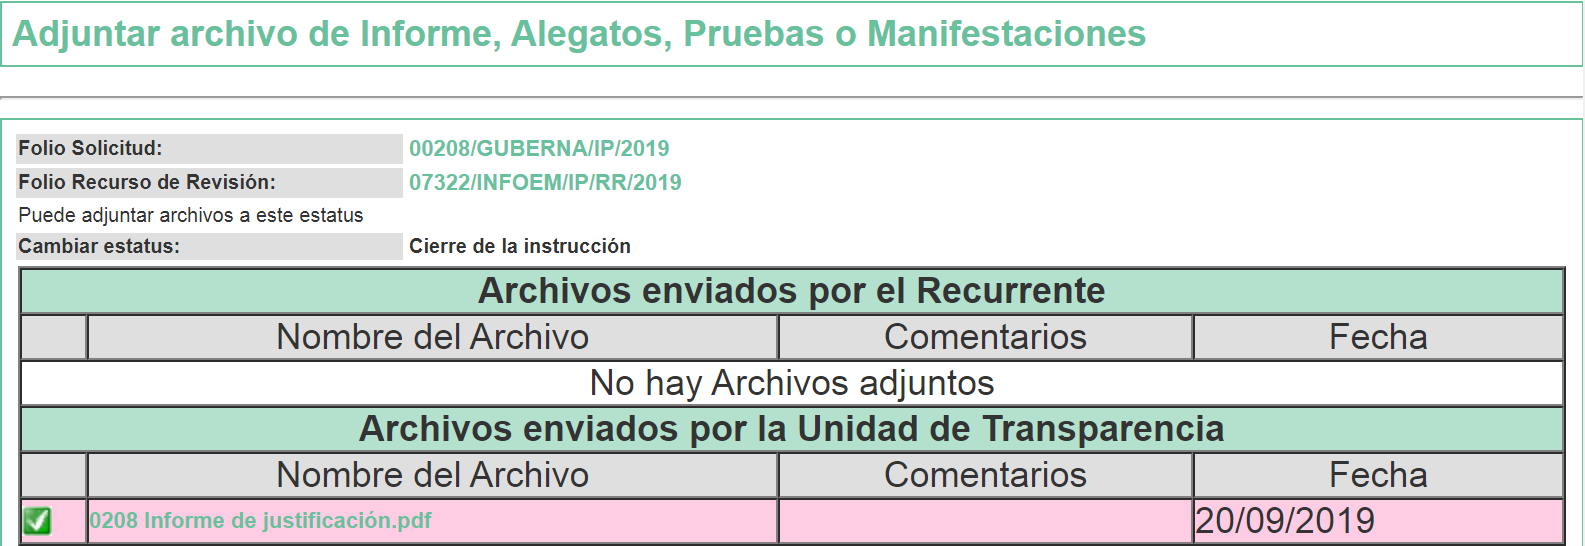 Adjuntar archivo de Informe, Alegatos, Pruebas o Manifestaciones
Folio Solicitud: 00208/GUBERNA/IP/2019
Folio Recurso de Revisión: 07322/INFOEM/IP/RR/2019
Puede adjuntar archivos a este estatus
Cambiar estatus: Cierre de la instrucción
Archivos enviados por el Recurrente
Nombre del Archivo Comentarios Fecha
No hay Archivos adjuntos
Archivos enviados por la Unidad de Transparencia
Nombre del Archivo Comentarios Fecha
0208 Informe de justificación.pdf 20/09/2019